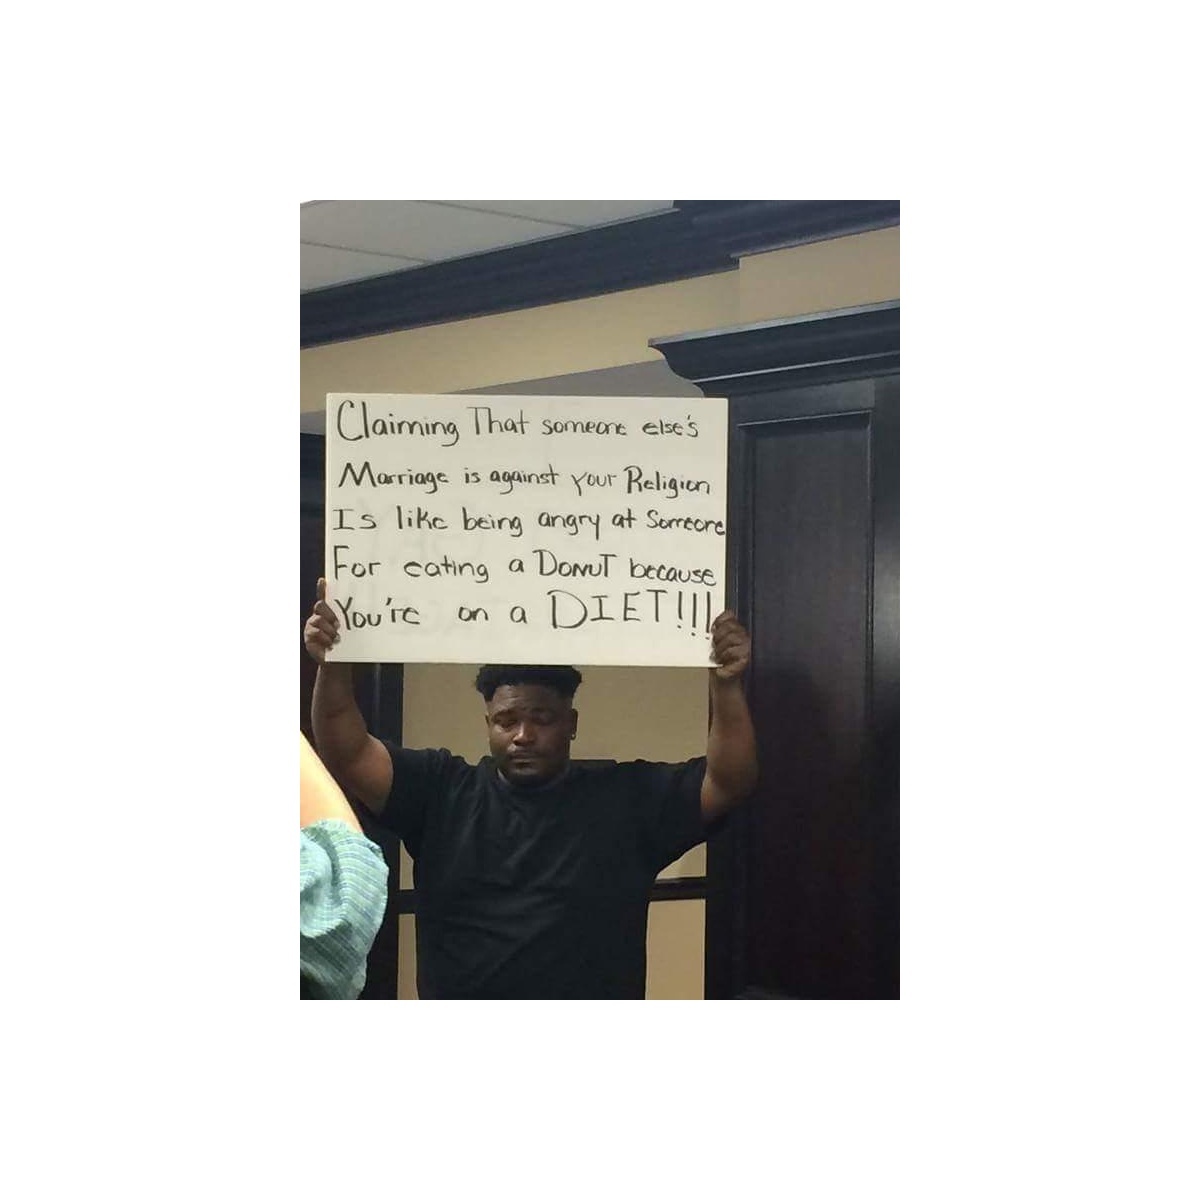 Claiming That someone else's
Marriage is against your Religion
Is like being angry at Someone
For eating a DonuT because
You're on a DIET!!!